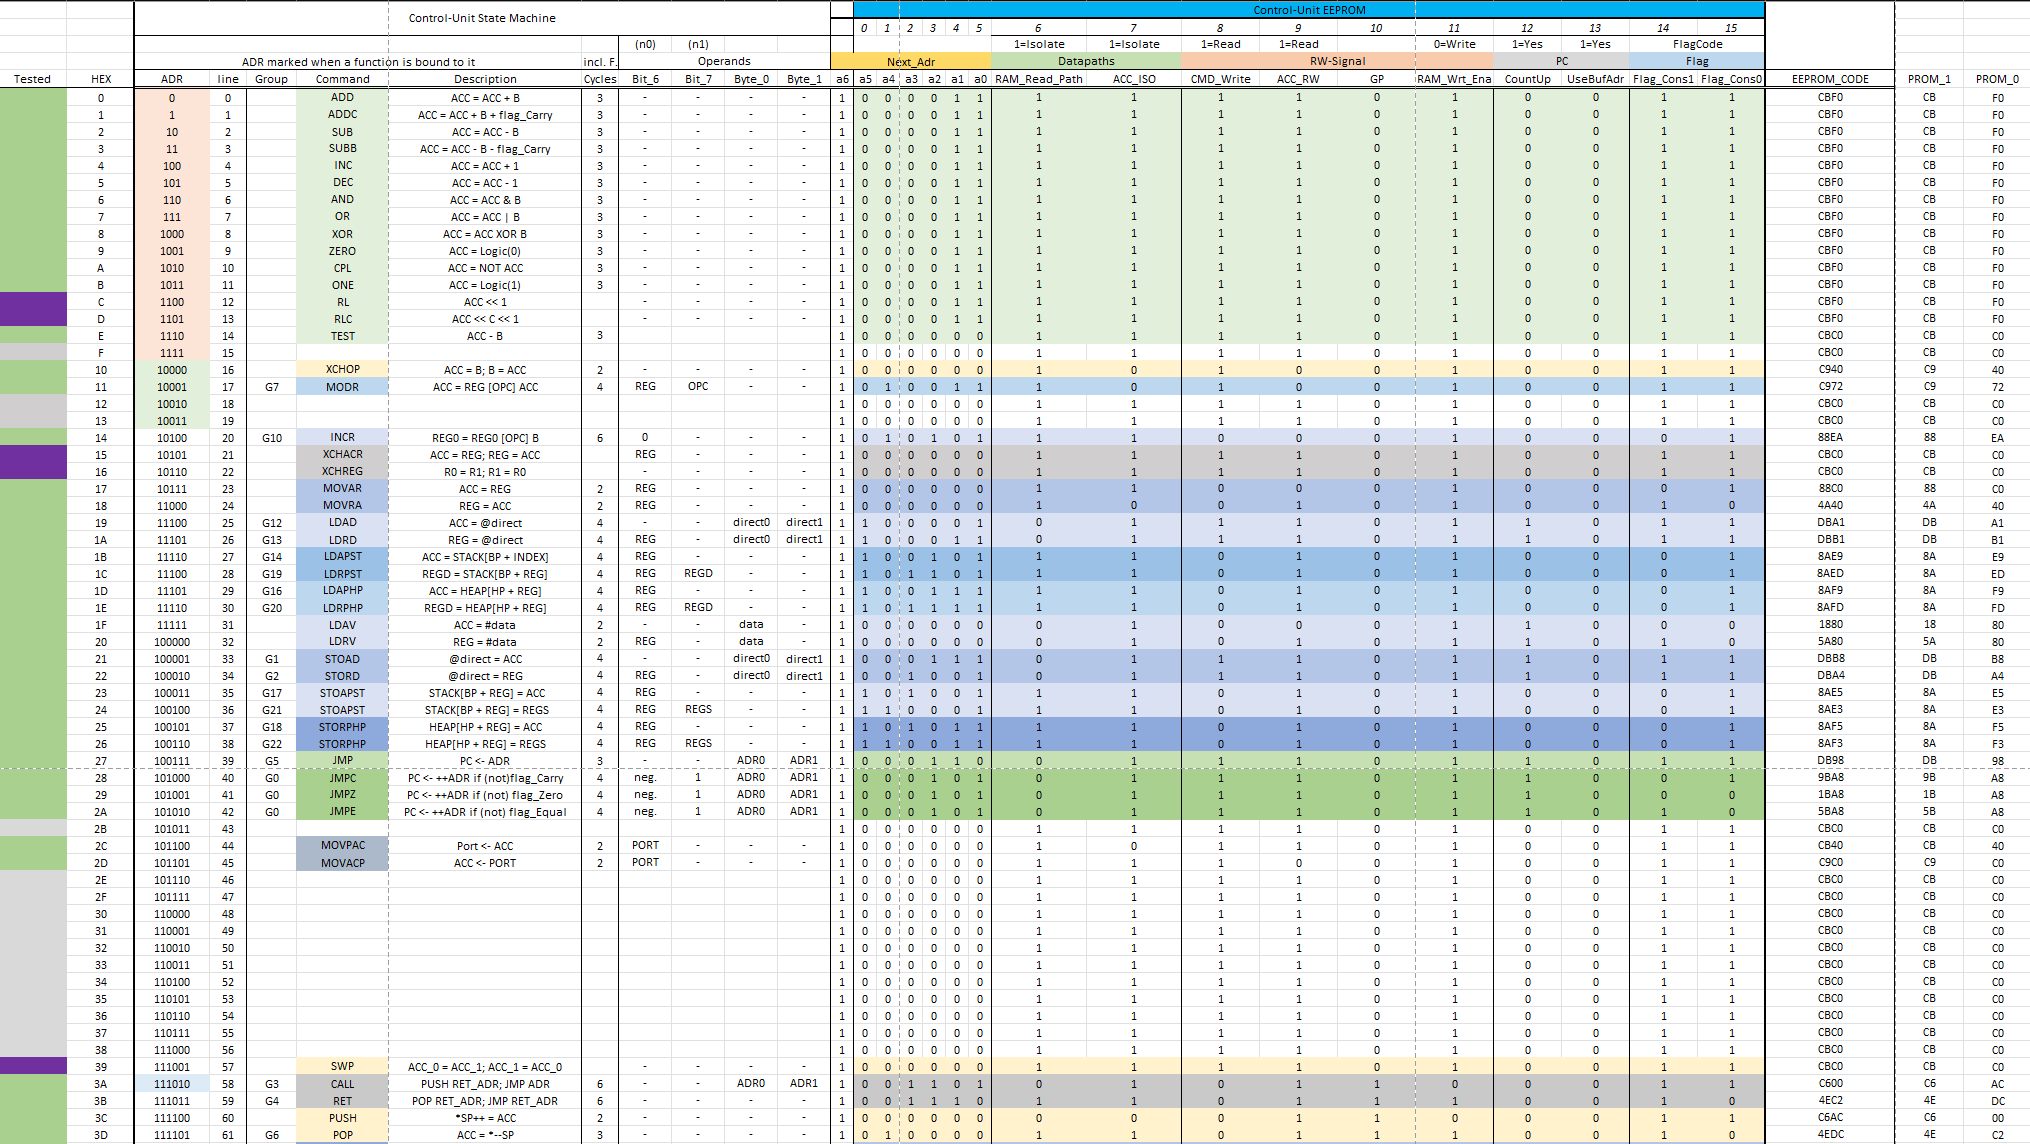 Control-Unit State Machine Control-Unit EEPROM
0 1 2 3 4 5 6 7 8 9 10 11 12 13 14 15
(n0) (n1) 1=Isolate 1=Isolate 1=Read 1=Read 0=Write 1=Yes 1=Yes FlagCode
ADR marked when a function is bound to it incl. F. Operands Next_Adr Datapaths RW-Signal PC Flag
Tested HEX ADR line Group Command Description Cycles Bit_6 Bit_7 Byte_0 Byte_1 a6 a5 a4 a3 a2 a1 a0 RAM_Read_Path ACC_ISO CMD_Write ACC_RW GP RAM_Wrt_Ena CountUp UseBufAdr Flag_Cons1 Flag_Cons0 EEPROM_CODE PROM_1 PROM_0
0 0 0 ADD ACC = ACC + B 3 - - - - 1 0 0 0 0 1 1 1 1 1 1 0 1 0 0 1 1 CBF0 CB F0
1 1 1 ADDC ACC = ACC + B + flag_Carry 3 - - - - 1 0 0 0 0 1 1 1 1 1 1 0 1 0 0 1 1 CBF0 CB F0
2 10 2 SUB ACC = ACC - B 3 - - - - 1 0 0 0 0 1 1 1 1 1 1 0 1 0 0 1 1 CBF0 CB F0
3 11 3 SUBB ACC = ACC - B - flag_Carry 3 - - - - 1 0 0 0 0 1 1 1 1 1 1 0 1 0 0 1 1 CBF0 CB F0
4 100 4 INC ACC = ACC + 1 3 - - - - 1 0 0 0 0 1 1 1 1 1 1 0 1 0 0 1 1 CBF0 CB F0
5 101 5 DEC ACC = ACC - 1 3 - - - - 1 0 0 0 0 1 1 1 1 1 1 0 1 0 0 1 1 CBF0 CB F0
6 110 6 AND ACC = ACC & B 3 - - - - 1 0 0 0 0 1 1 1 1 1 1 0 1 0 0 1 1 CBF0 CB F0
7 111 7 OR ACC = ACC | B 3 - - - - 1 0 0 0 0 1 1 1 1 1 1 0 1 0 0 1 1 CBF0 CB F0
8 1000 8 XOR ACC = ACC XOR B 3 - - - - 1 0 0 0 0 1 1 1 1 1 1 0 1 0 0 1 1 CBF0 CB F0
9 1001 9 ZERO ACC = Logic(0) 3 - - - - 1 0 0 0 0 1 1 1 1 1 1 0 1 0 0 1 1 CBF0 CB F0
A 1010 10 CPL ACC = NOT ACC 3 - - - - 1 0 0 0 0 1 1 1 1 1 1 0 1 0 0 1 1 CBF0 CB F0
B 1011 11 ONE ACC = Logic(1) 3 - - - - 1 0 0 0 0 1 1 1 1 1 1 0 1 0 0 1 1 CBF0 CB F0
C 1100 12 RL ACC << 1 - - - - 1 0 0 0 0 1 1 1 1 1 1 0 1 0 0 1 1 CBF0 CB F0
D 1101 13 RLC ACC << C << 1 - - - - 1 0 0 0 0 1 1 1 1 1 1 0 1 0 0 1 1 CBF0 CB F0
E 1110 14 TEST ACC - B 3 1 0 0 0 0 0 0 1 1 1 1 0 1 0 0 1 1 CBC0 CB C0
F 1111 15 1 0 0 0 0 0 0 1 1 1 1 0 1 0 0 1 1 CBC0 CB C0
10 10000 16 XCHOP ACC = B; B = ACC 2 - - - - 1 0 0 0 0 0 0 1 0 1 0 0 1 0 0 1 1 C940 C9 40
11 10001 17 G7 MODR ACC = REG [OPC] ACC 4 REG OPC - - 1 0 1 0 0 1 1 1 0 1 0 0 1 0 0 1 1 C972 C9 72
12 10010 18 1 0 0 0 0 0 0 1 1 1 1 0 1 0 0 1 1 CBC0 CB C0
13 10011 19 1 0 0 0 0 0 0 1 1 1 1 0 1 0 0 1 1 CBC0 CB C0
14 10100 20 G10 INCR REG0 = REG0 [OPC] B 6 0 - - - 1 0 1 0 1 0 1 1 1 0 0 0 1 0 0 0 1 88EA 88 EA
15 10101 21 XCHACR ACC = REG; REG = ACC REG - - - 1 0 0 0 0 0 0 1 1 1 1 0 1 0 0 1 1 CBC0 CB C0
16 10110 22 XCHREG R0 = R1; R1 = R0 - - - - 1 0 0 0 0 0 0 1 1 1 1 0 1 0 0 1 1 CBC0 CB C0
17 10111 23 MOVAR ACC = REG 2 REG - - - 1 0 0 0 0 0 0 1 1 0 0 0 1 0 0 0 1 88C0 88 C0
18 11000 24 MOVRA REG = ACC 2 REG - - - 1 0 0 0 0 0 0 1 0 0 1 0 1 0 0 1 0 4A40 4A 40
19 11100 25 G12 LDAD ACC = @direct 4 - - direct0 direct1 1 1 0 0 0 0 1 0 1 1 1 0 1 1 0 1 1 DBA1 DB A1
1A 11101 26 G13 LDRD REG = @direct 4 REG - direct0 direct1 1 1 0 0 0 1 1 0 1 1 1 0 1 1 0 1 1 DBB1 DB B1
1B 11110 27 G14 LDAPST ACC = STACK[BP + INDEX] 4 REG - - - 1 1 0 0 1 0 1 1 1 0 1 0 1 0 0 0 1 8AE9 8A E9
1C 11100 28 G19 LDRPST REGD = STACK[BP + REG] 4 REG REGD - - 1 1 0 1 1 0 1 1 1 0 1 0 1 0 0 0 1 8AED 8A ED
1D 11101 29 G16 LDAPHP ACC = HEAP[HP + REG] 4 REG - - - 1 1 0 0 1 1 1 1 1 0 1 0 1 0 0 0 1 8AF9 8A F9
1E 11110 30 G20 LDRPHP REGD = HEAP[HP + REG] 4 REG REGD - - 1 1 0 1 1 1 1 1 1 0 1 0 1 0 0 0 1 8AFD 8A FD
1F 11111 31 LDAV ACC = #data 2 - - data - 1 0 0 0 0 0 0 0 1 0 0 0 1 1 0 0 0 1880 18 80
20 100000 32 LDRV REG = #data 2 REG - data - 1 0 0 0 0 0 0 0 1 0 1 0 1 1 0 1 0 5A80 5A 80
21 100001 33 G1 STOAD @direct = ACC 4 - - direct0 direct1 1 0 0 0 1 1 1 0 1 1 1 0 1 1 0 1 1 DBB8 DB B8
22 100010 34 G2 STORD @direct = REG 4 REG - direct0 direct1 1 0 0 1 0 0 1 0 1 1 1 0 1 1 0 1 1 DBA4 DB A4
23 100011 35 G17 STOAPST STACK[BP + REG] = ACC 4 REG - - - 1 1 0 1 0 0 1 1 1 0 1 0 1 0 0 0 1 8AE5 8A E5
24 100100 36 G21 STOAPST STACK[BP + REG] = REGS 4 REG REGS - - 1 1 1 0 0 0 1 1 1 0 1 0 1 0 0 0 1 8AE3 8A E3
25 100101 37 G18 STORPHP HEAP[HP + REG] = ACC 4 REG - - - 1 1 0 1 0 1 1 1 1 0 1 0 1 0 0 0 1 8AF5 8A F5
26 100110 38 G22 STORPHP HEAP[HP + REG] = REGS 4 REG REGS - - 1 1 1 0 0 1 1 1 1 0 1 0 1 0 0 0 1 8AF3 8A F3
27 100111 39 G5 JMP PC <- ADR 3 - - ADR0 ADR1 1 0 0 0 1 1 0 0 1 1 1 0 1 1 0 1 1 DB98 DB 98
28 101000 40 G0 JMPC PC <- ++ADR if (not)flag_Carry 4 neg. 1 ADR0 ADR1 1 0 0 0 1 0 1 0 1 1 1 0 1 1 0 0 1 9BA8 9B A8
29 101001 41 G0 JMPZ PC <- ++ADR if (not) flag_Zero 4 neg. 1 ADR0 ADR1 1 0 0 0 1 0 1 0 1 1 1 0 1 1 0 0 0 1BA8 1B A8
2A 101010 42 G0 JMPE PC <- ++ADR if (not) flag_Equal 4 neg. 1 ADR0 ADR1 1 0 0 0 1 0 1 0 1 1 1 0 1 1 0 1 0 5BA8 5B A8
2B 101011 43 1 0 0 0 0 0 0 1 1 1 1 0 1 0 0 1 1 CBC0 CB C0
2C 101100 44 MOVPAC Port <- ACC 2 PORT - - - 1 0 0 0 0 0 0 1 0 1 1 0 1 0 0 1 1 CB40 CB 40
2D 101101 45 MOVACP ACC <- PORT 2 PORT - - - 1 0 0 0 0 0 0 1 1 1 0 0 1 0 0 1 1 C9C0 C9 C0
2E 101110 46 1 0 0 0 0 0 0 1 1 1 1 0 1 0 0 1 1 CBC0 CB C0
2F 101111 47 1 0 0 0 0 0 0 1 1 1 1 0 1 0 0 1 1 CBC0 CB C0
30 110000 48 1 0 0 0 0 0 0 1 1 1 1 0 1 0 0 1 1 CBC0 CB C0
31 110001 49 1 0 0 0 0 0 0 1 1 1 1 0 1 0 0 1 1 CBC0 CB C0
32 110010 50 1 0 0 0 0 0 0 1 1 1 1 0 1 0 0 1 1 CBC0 CB C0
33 110011 51 1 0 0 0 0 0 0 1 1 1 1 0 1 0 0 1 1 CBC0 CB C0
34 110100 52 1 0 0 0 0 0 0 1 1 1 1 0 1 0 0 1 1 CBC0 CB C0
35 110101 53 1 0 0 0 0 0 0 1 1 1 1 0 1 0 0 1 1 CBC0 CB C0
36 110110 54 1 0 0 0 0 0 0 1 1 1 1 0 1 0 0 1 1 CBC0 CB C0
37 110111 55 1 0 0 0 0 0 0 1 1 1 1 0 1 0 0 1 1 CBC0 CB C0
38 111000 56 1 0 0 0 0 0 0 1 1 1 1 0 1 0 0 1 1 CBC0 CB C0
39 111001 57 SWP ACC_0 = ACC_1; ACC_1 = ACC_0 - - - - 1 0 0 0 0 0 0 1 1 1 1 0 1 0 0 1 1 CBC0 CB C0
3A 111010 58 G3 CALL PUSH RET_ADR; JMP ADR 6 - - ADR0 ADR1 1 0 0 1 1 0 1 0 1 0 1 1 0 0 0 1 1 C600 C6 AC
3B 111011 59 G4 RET POP RET_ADR; JMP RET_ADR 6 - - - - 1 0 0 1 1 1 0 1 1 0 1 1 1 0 0 1 0 4EC2 4E DC
3C 111100 60 PUSH *SP++ = ACC 2 - - - - 1 0 0 0 0 0 0 0 0 0 1 1 0 0 0 1 1 C6AC C6 00
3D 111101 61 G6 POP ACC = *--SP 3 - - - - 1 0 1 0 0 0 0 1 1 0 1 1 1 0 0 1 0 4EDC 4E C2